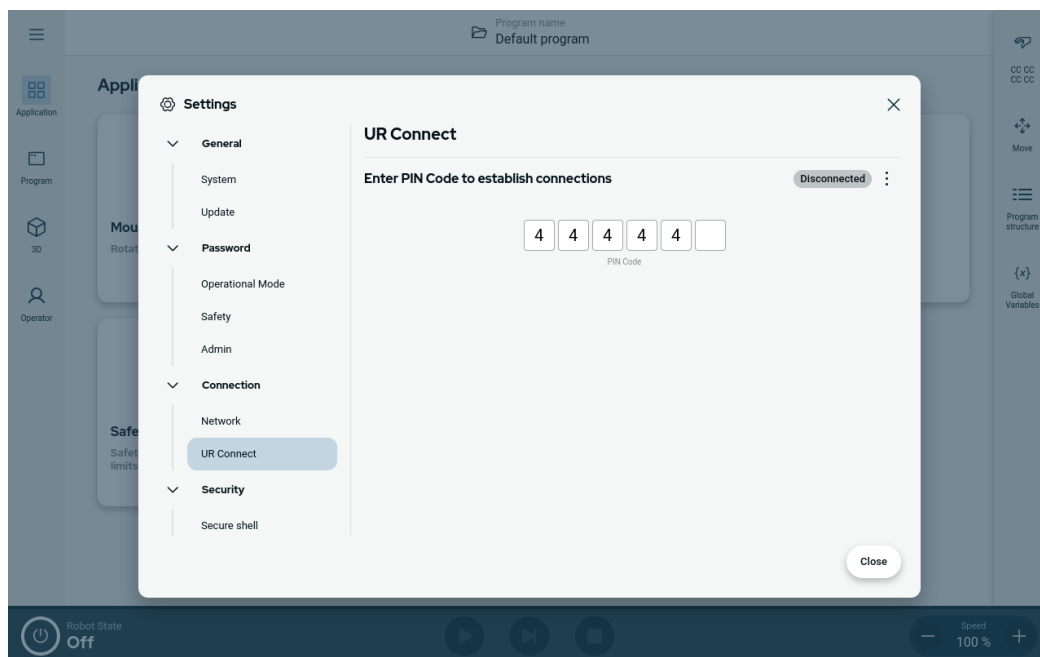 Program name
Default program
Application
Program
3D
Operator
Appli
Mou
Rotat
Safe
Safet
limits
Settings
General
System
Update
Password
Operational Mode
Safety
Admin
Connection
Network
UR Connect
Security
Secure shell
UR Connect
Enter PIN Code to establish connections
Disconnected
4 4 4 4 4
PIN Code
Close
CC CC
CC CC
Move
Program
structure
{x}
Global
Variables
Robot State
Off
Speed
100 %